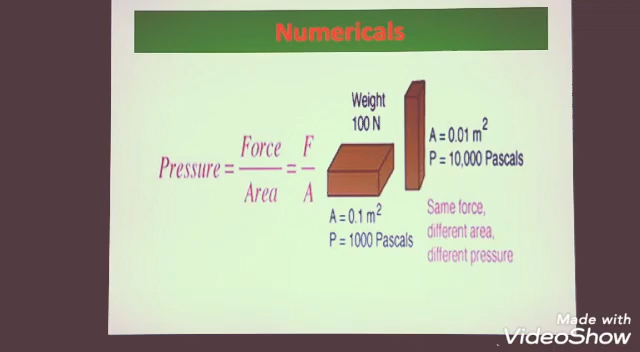 Numericals
Pressure = Force / Area = F / A
Weight
100 N
A = 0.1 m²
P = 1000 Pascals
A = 0.01 m²
P = 10,000 Pascals
Same force,
different area,
different pressure
Made with
VideoShow